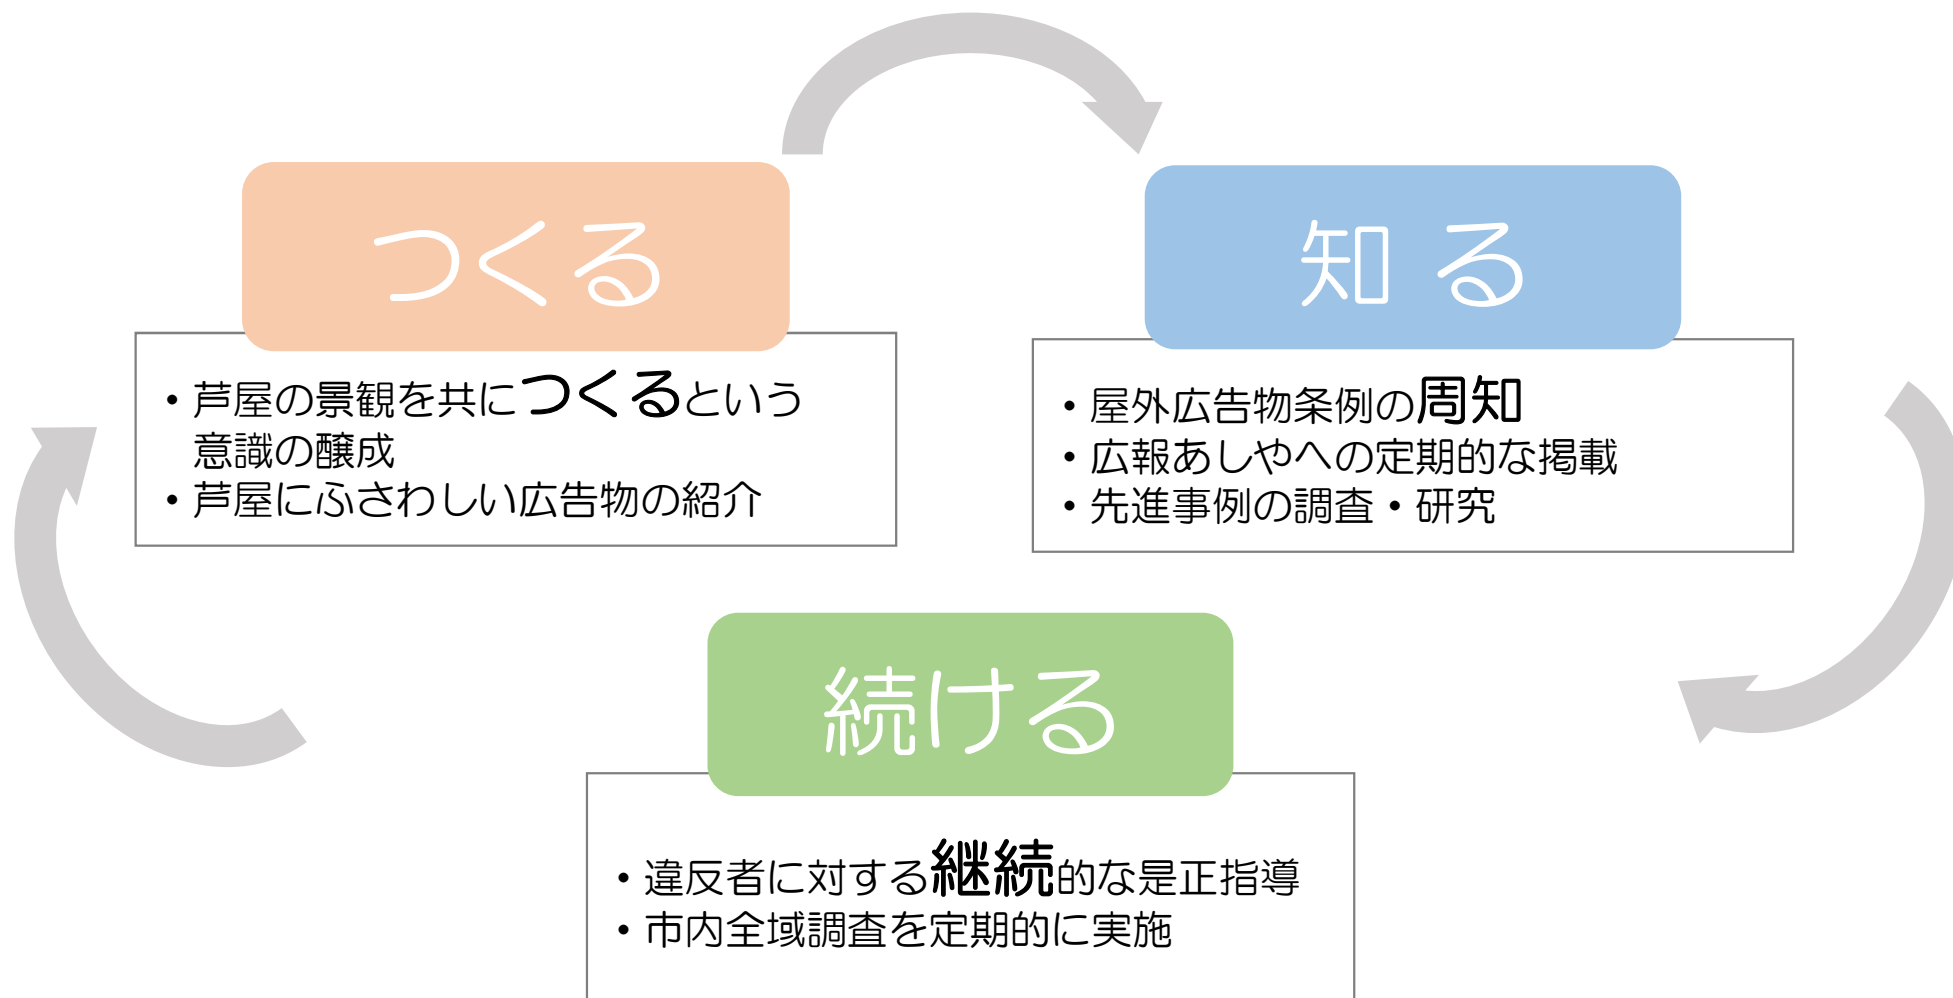 つくる
・芦屋の景観を共につくるという
意識の醸成
・芦屋にふさわしい広告物の紹介
知る
・屋外広告物条例の周知
・広報あしやへの定期的な掲載
・先進事例の調査・研究
続ける
・違反者に対する継続的な是正指導
・市内全域調査を定期的に実施